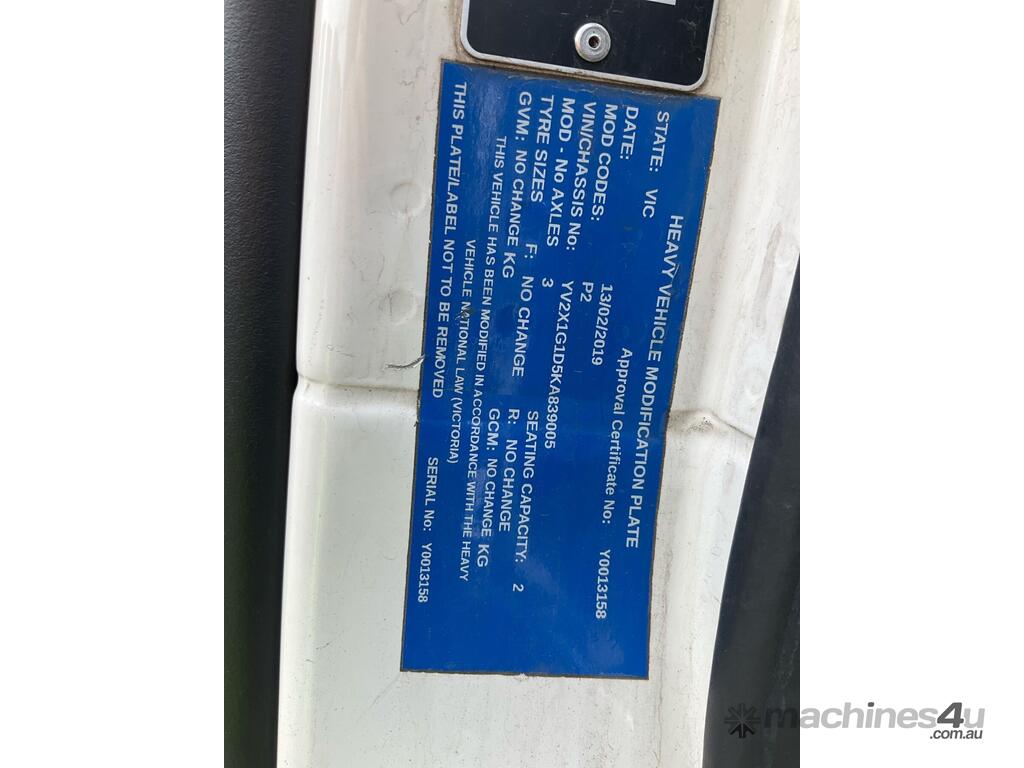 HEAVY VEHICLE MODIFICATION PLATE
STATE: VIC Approval Certificate No: Y0013158
DATE: 13/02/2019
MOD CODES: P2
VIN/CHASSIS No: YV2X1G1D5KA839005
MOD - No AXLES 3 SEATING CAPACITY: 2
TYRE SIZES F: NO CHANGE R: NO CHANGE
GVM: NO CHANGE KG GCM: NO CHANGE KG
THIS VEHICLE HAS BEEN MODIFIED IN ACCORDANCE WITH THE HEAVY
VEHICLE NATIONAL LAW (VICTORIA)
THIS PLATE/LABEL NOT TO BE REMOVED SERIAL No: Y0013158
machines4u
.com.au